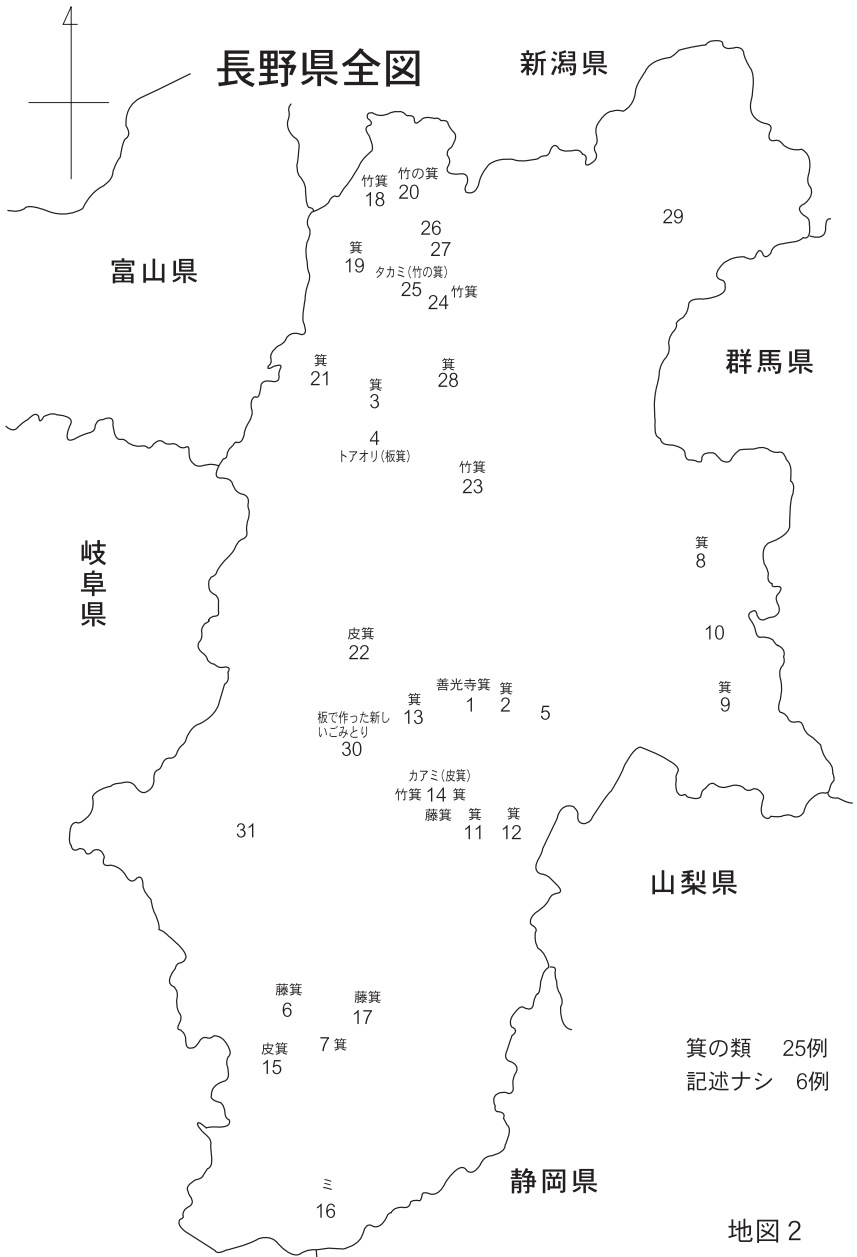 長野県全図
新潟県
竹箕
18
竹の箕
20
29
26
27
箕
19
富山県
タカミ(竹の箕)
25
24 竹箕
箕
21
箕
28
群馬県
箕
3
4
トアオリ(板箕)
竹箕
23
岐阜県
箕
8
10
皮箕
22
善光寺箕
1
箕
2
箕
9
箕
13
5
板で作った新し
いごみとり
30
カアミ(皮箕)
竹箕 14 箕
藤箕
箕
11
箕
12
31
山梨県
藤箕
6
藤箕
17
7 箕
皮箕
15
箕の類 25例
記述ナシ 6例
ミ
16
静岡県
地図2